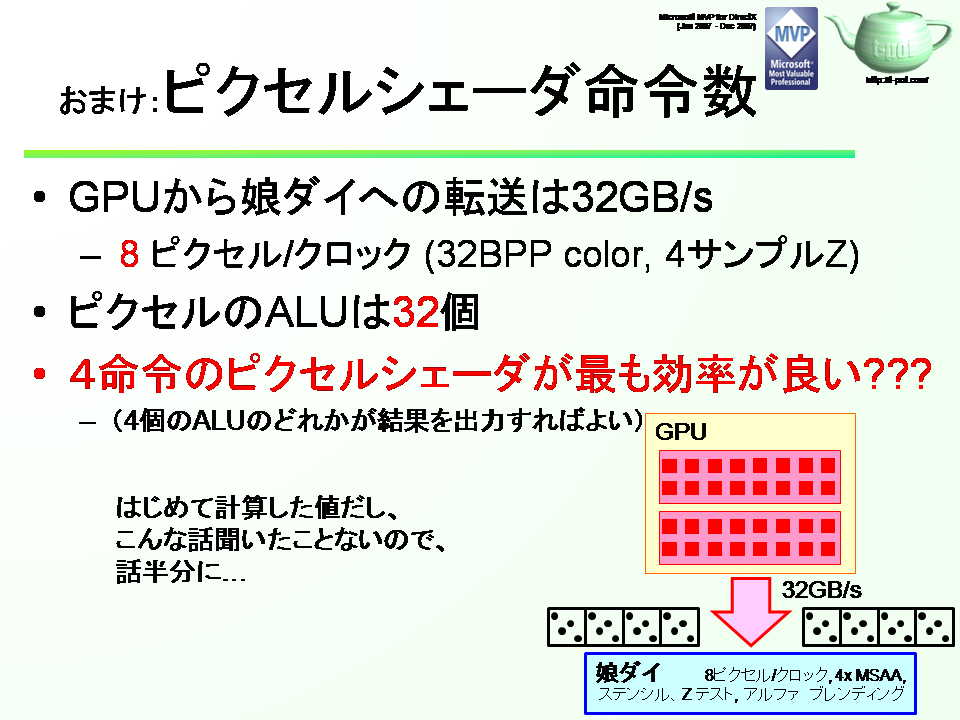 Microsoft MVP for DirectX
(Jan 2007 - Dec 2007)
MVP
Microsoft®
Most Valuable
Professional
t-pot
http://t-pot.com/
おまけ:ピクセルシェーダ命令数
• GPUから娘ダイへの転送は32GB/s
– 8 ピクセル/クロック (32BPP color, 4サンプルZ)
• ピクセルのALUは32個
• 4命令のピクセルシェーダが最も効率が良い???
– (4個のALUのどれかが結果を出力すればよい)
はじめて計算した値だし、
こんな話聞いたことないので、
話半分に…
GPU
32GB/s
娘ダイ 8ピクセル/クロック, 4x MSAA,
ステンシル、Z テスト, アルファ ブレンディング